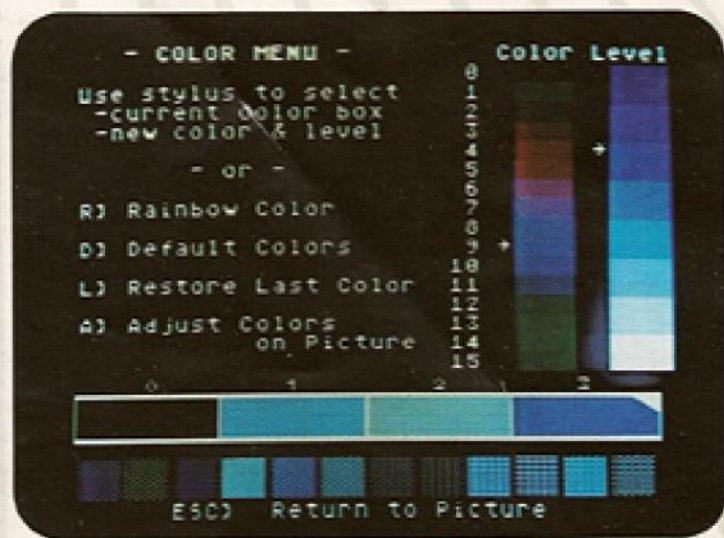 - COLOR MENU -
Color Level
Use stylus to select
-current color box
-new color & level
- or -
R) Rainbow Color
D) Default Colors
L) Restore Last Color
A) Adjust Colors
on Picture
0
1
2
3
4
5
6
7
8
9
10
11
12
13
14
15
0 1 2 3
ESC) Return to Picture